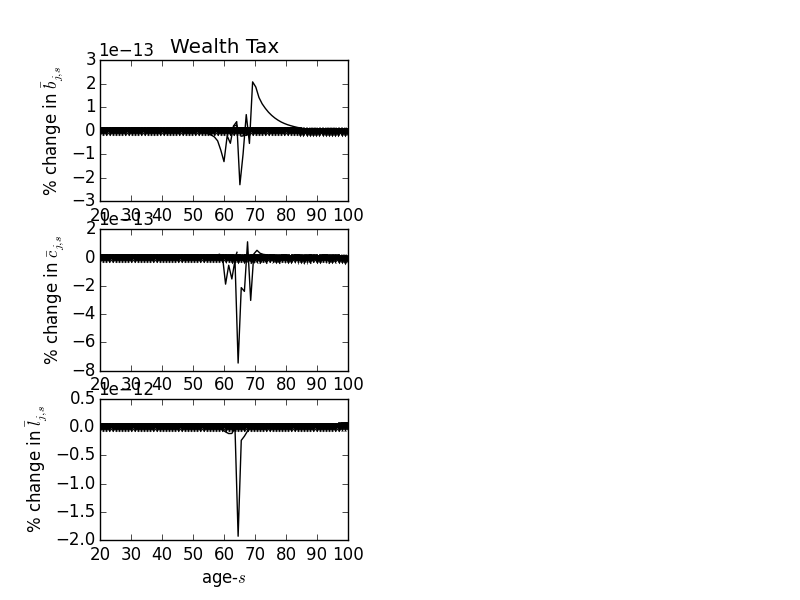 Wealth Tax
1e−13
3
2
1
0
−1
−2
−3
% change in b̄j,s
20 30 40 50 60 70 80 90 100
1e−13
2
0
−2
−4
−6
−8
% change in c̄j,s
20 30 40 50 60 70 80 90 100
1e−12
0.5
0.0
−0.5
−1.0
−1.5
−2.0
% change in l̄j,s
20 30 40 50 60 70 80 90 100
age-s